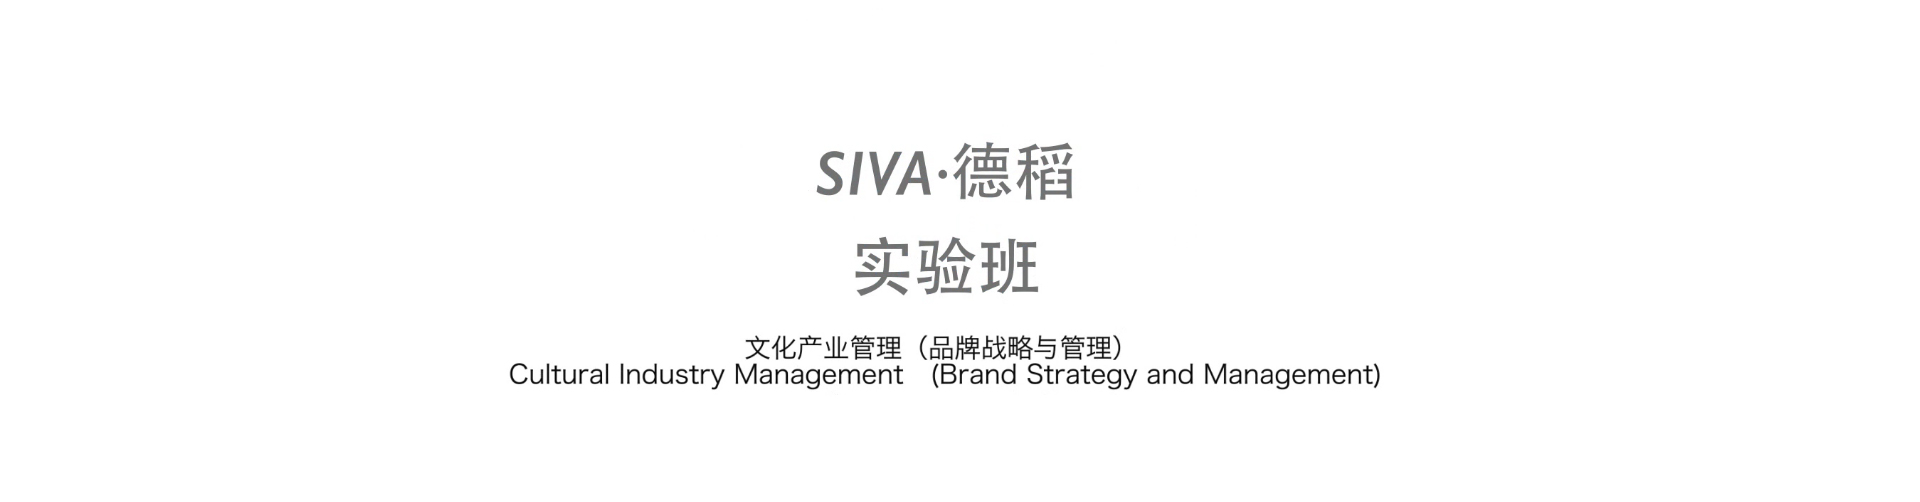 SIVA·德稻
实验班
文化产业管理（品牌战略与管理）
Cultural Industry Management （Brand Strategy and Management)